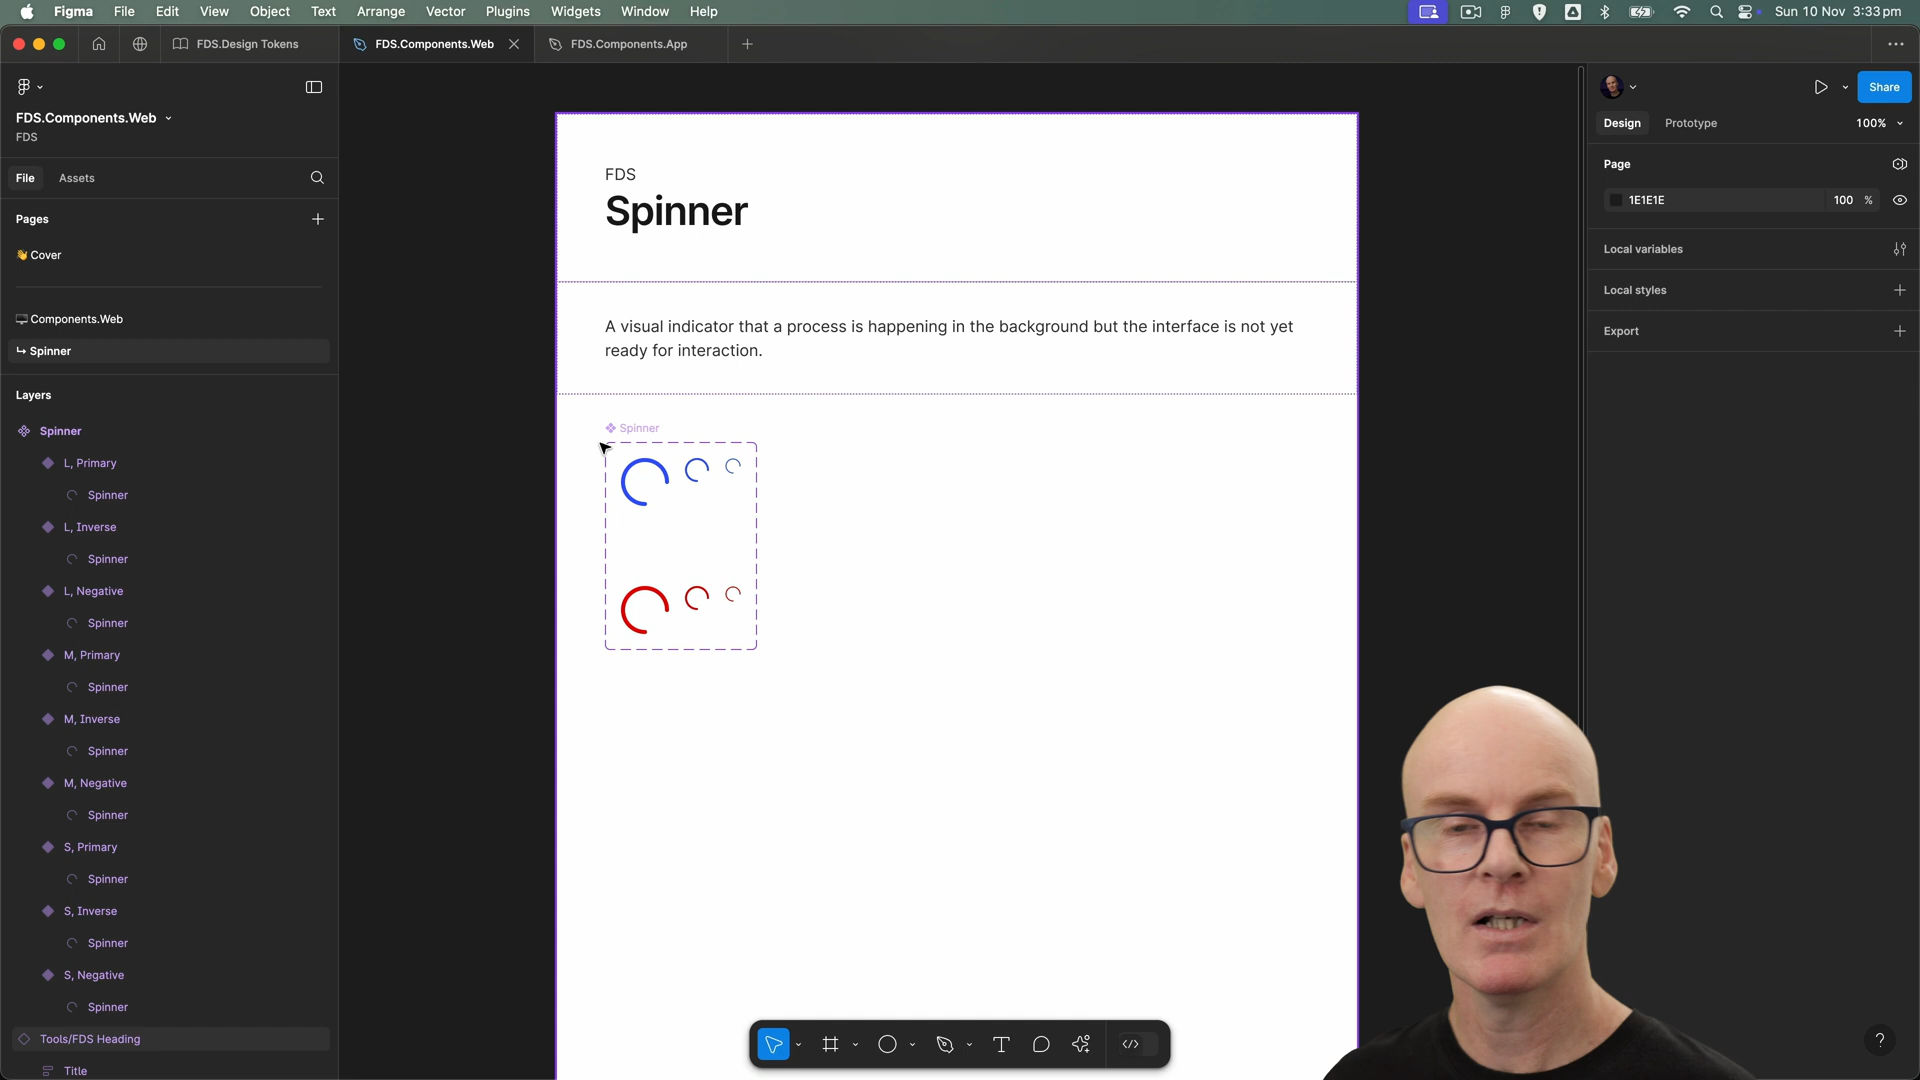 Figma File Edit View Object Text Arrange Vector Plugins Widgets Window Help
Sun 10 Nov 3:33 pm
FDS.Design Tokens
FDS.Components.Web
FDS.Components.App
FDS.Components.Web
FDS
File Assets
Pages
👋 Cover
🖥️ Components.Web
↳ Spinner
Layers
Spinner
L, Primary
Spinner
L, Inverse
Spinner
L, Negative
Spinner
M, Primary
Spinner
M, Inverse
Spinner
M, Negative
Spinner
S, Primary
Spinner
S, Inverse
Spinner
S, Negative
Spinner
Tools/FDS Heading
Title
FDS
Spinner
A visual indicator that a process is happening in the background but the interface is not yet
ready for interaction.
Spinner
Share
Design Prototype 100%
Page
1E1E1E 100 %
Local variables
Local styles
Export
?